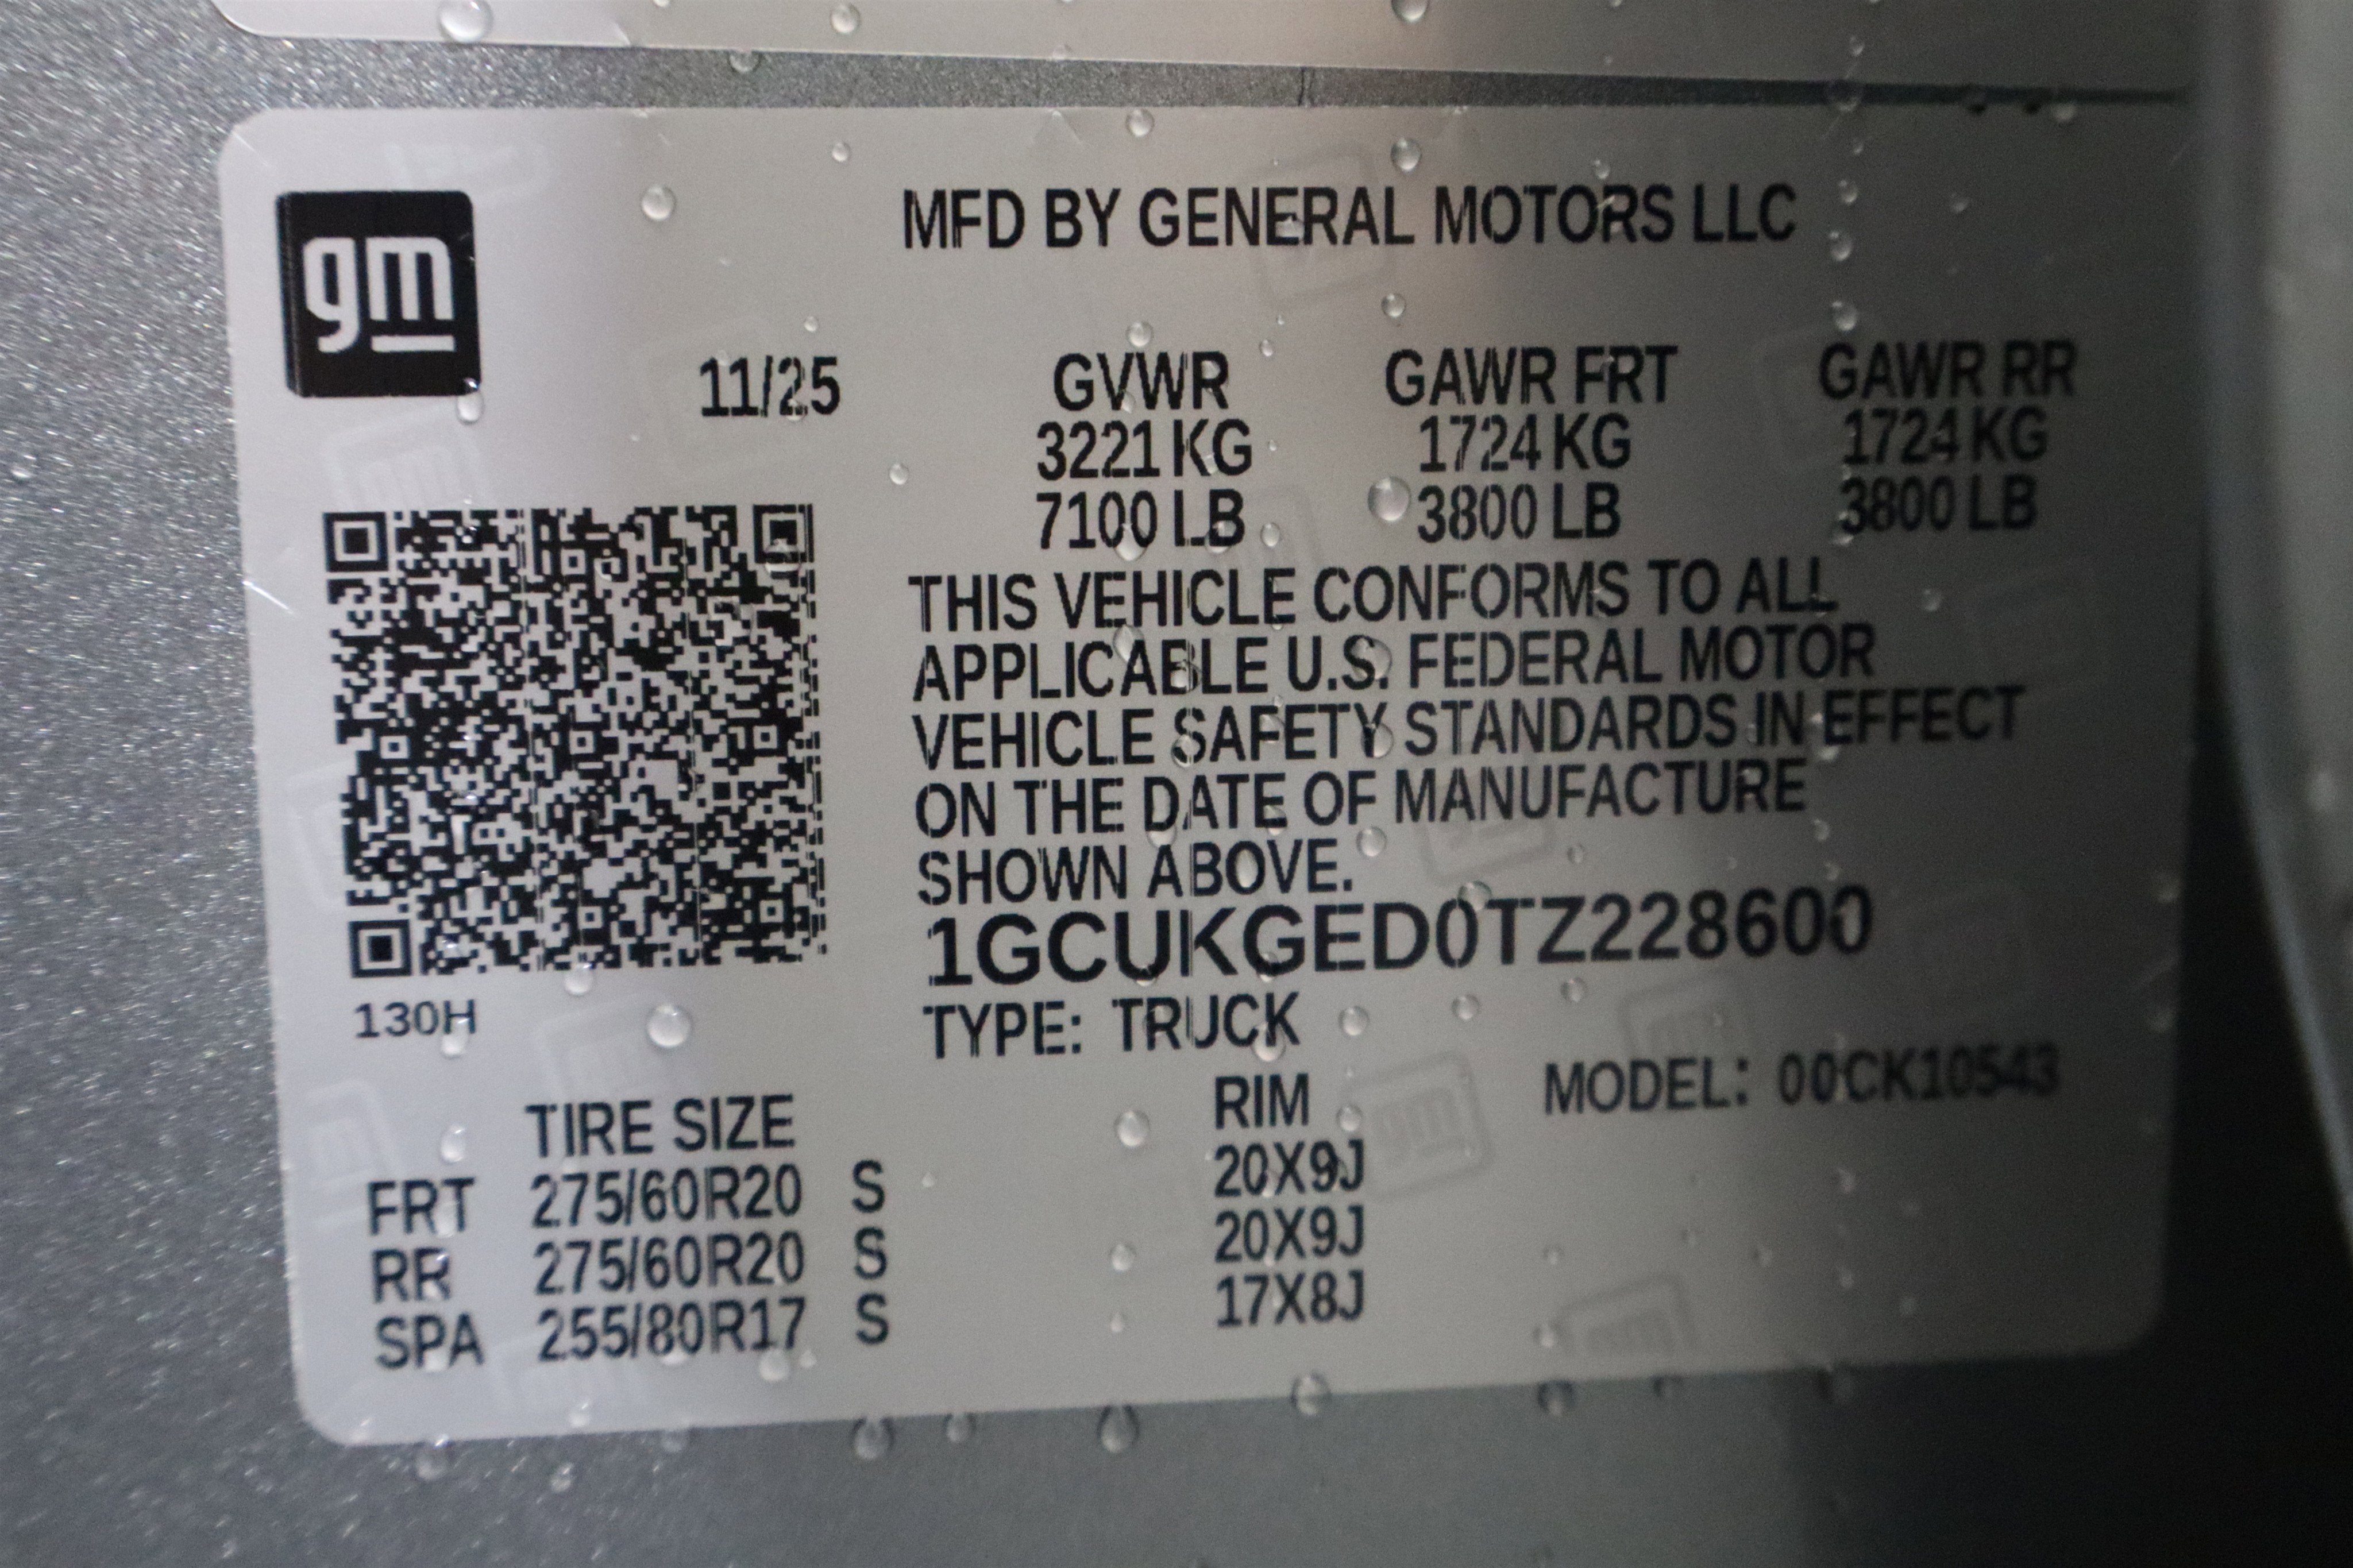 gm
MFD BY GENERAL MOTORS LLC
11/25 GVWR GAWR FRT GAWR RR
3221 KG 1724 KG 1724 KG
7100 LB 3800 LB 3800 LB
THIS VEHICLE CONFORMS TO ALL
APPLICABLE U.S. FEDERAL MOTOR
VEHICLE SAFETY STANDARDS IN EFFECT
ON THE DATE OF MANUFACTURE
SHOWN ABOVE.
1GCUKGED0TZ228600
130H
TYPE: TRUCK
TIRE SIZE RIM MODEL: 00CK10543
FRT 275/60R20 S 20X9J
RR 275/60R20 S 20X9J
SPA 255/80R17 S 17X8J